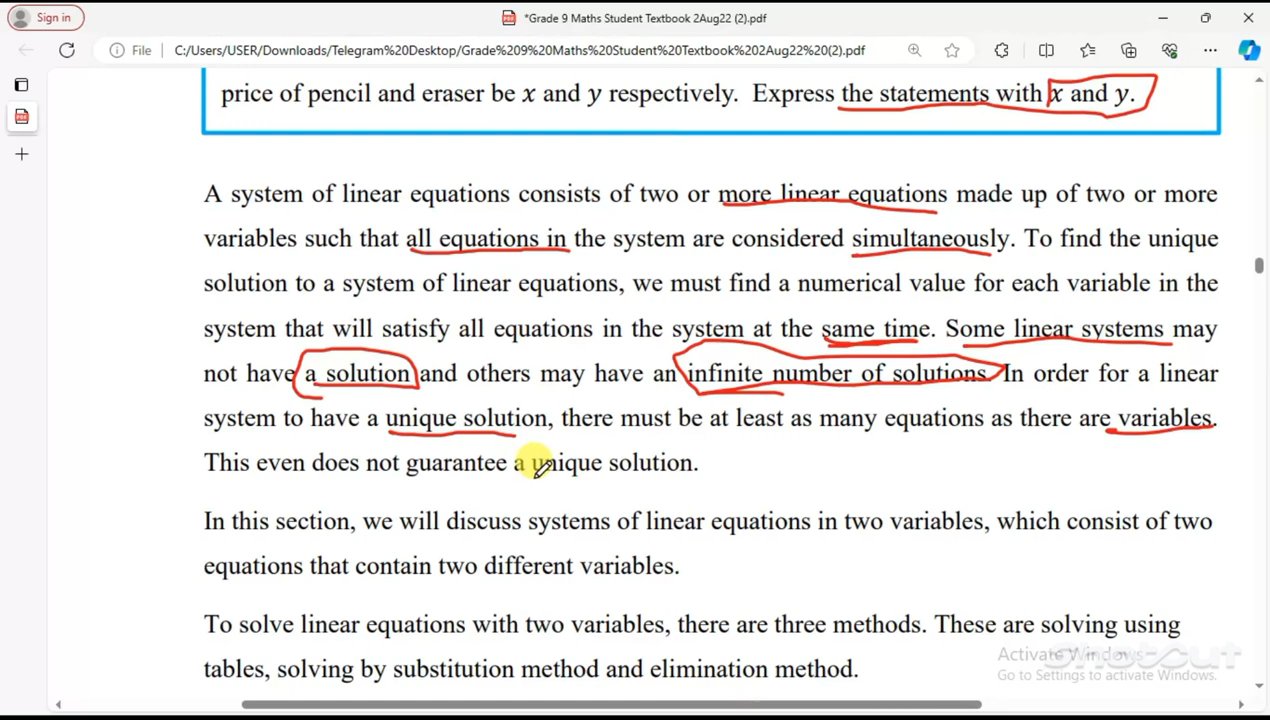 Sign in
*Grade 9 Maths Student Textbook 2Aug22 (2).pdf
File C:/Users/USER/Downloads/Telegram%20Desktop/Grade%209%20Maths%20Student%20Textbook%202Aug22%20(2).pdf
price of pencil and eraser be x and y respectively. Express the statements with x and y.
A system of linear equations consists of two or more linear equations made up of two or more
variables such that all equations in the system are considered simultaneously. To find the unique
solution to a system of linear equations, we must find a numerical value for each variable in the
system that will satisfy all equations in the system at the same time. Some linear systems may
not have a solution and others may have an infinite number of solutions. In order for a linear
system to have a unique solution, there must be at least as many equations as there are variables.
This even does not guarantee a unique solution.
In this section, we will discuss systems of linear equations in two variables, which consist of two
equations that contain two different variables.
To solve linear equations with two variables, there are three methods. These are solving using
tables, solving by substitution method and elimination method.
Activate Windows
Go to Settings to activate Windows.